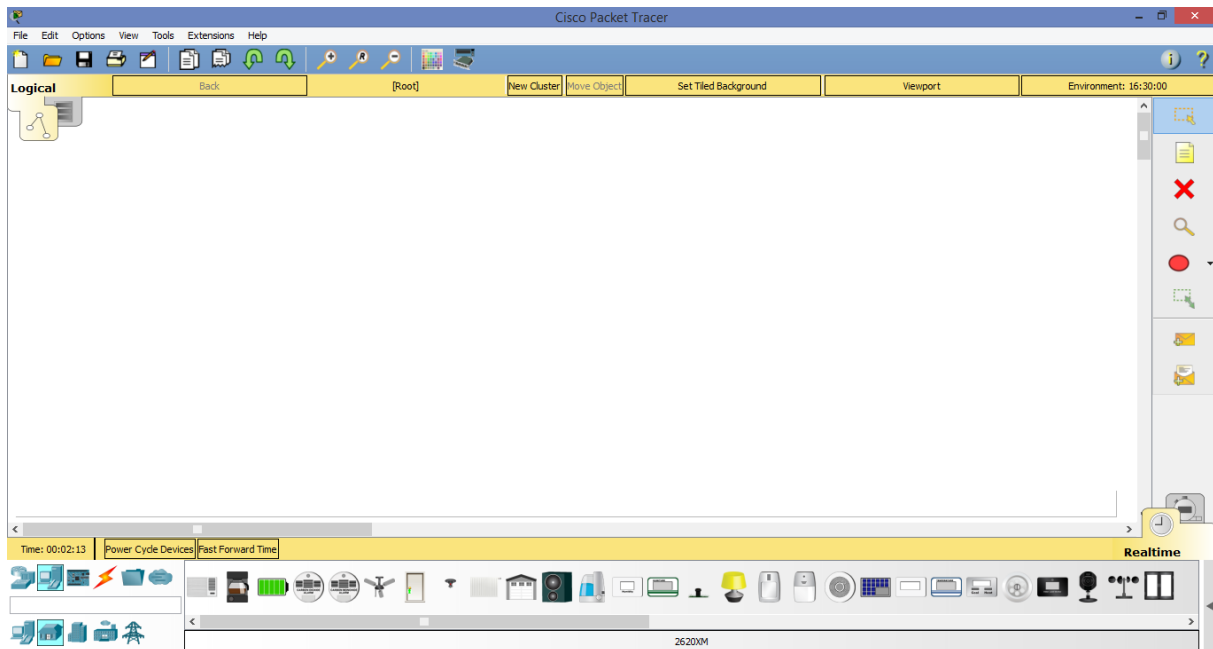 Cisco Packet Tracer
File Edit Options View Tools Extensions Help
Logical Back [Root] New Cluster Move Object Set Tiled Background Viewport Environment: 16:30:00
Time: 00:02:13 Power Cycle Devices Fast Forward Time
Realtime
2620XM